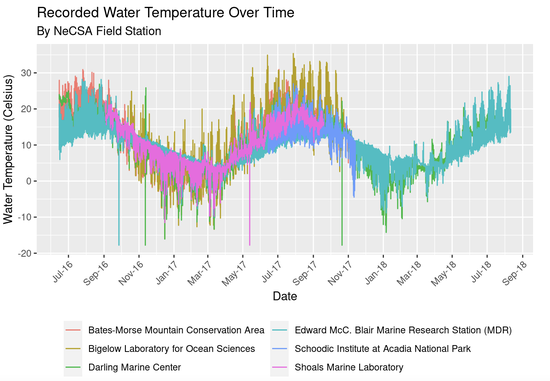 Recorded Water Temperature Over Time
By NeCSA Field Station
Water Temperature (Celsius)
30
20
10
0
-10
-20
Jul-16 Sep-16 Nov-16 Jan-17 Mar-17 May-17 Jul-17 Sep-17 Nov-17 Jan-18 Mar-18 May-18 Jul-18 Sep-18
Date
Bates-Morse Mountain Conservation Area
Bigelow Laboratory for Ocean Sciences
Darling Marine Center
Edward McC. Blair Marine Research Station (MDR)
Schoodic Institute at Acadia National Park
Shoals Marine Laboratory